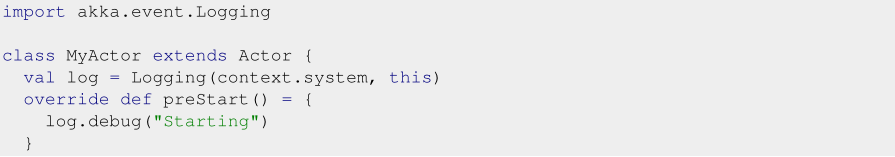 import akka.event.Logging

class MyActor extends Actor {
  val log = Logging(context.system, this)
  override def preStart() = {
    log.debug("Starting")
  }